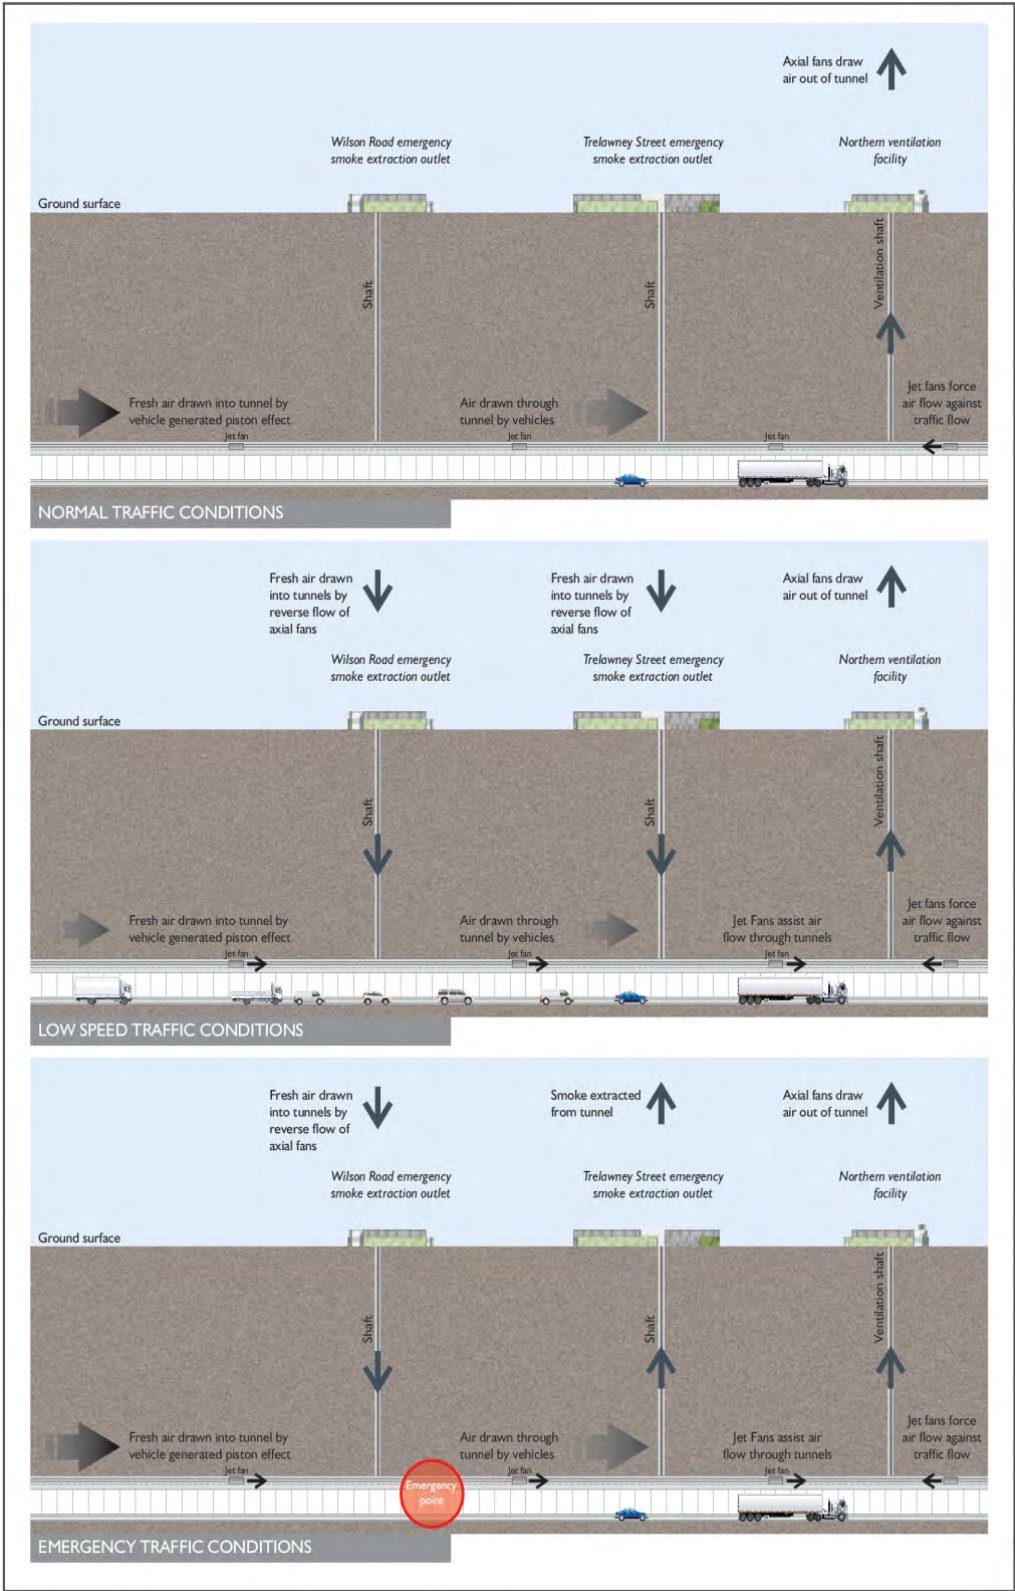 Axial fans draw
air out of tunnel
Wilson Road emergency
smoke extraction outlet
Trelawney Street emergency
smoke extraction outlet
Northern ventilation
facility
Ground surface
Shaft
Shaft
Ventilation shaft
Fresh air drawn into tunnel by
vehicle generated piston effect
Air drawn through
tunnel by vehicles
Jet fans force
air flow against
traffic flow
Jet fan
Jet fan
Jet fan
NORMAL TRAFFIC CONDITIONS
Fresh air drawn
into tunnels by
reverse flow of
axial fans
Fresh air drawn
into tunnels by
reverse flow of
axial fans
Axial fans draw
air out of tunnel
Wilson Road emergency
smoke extraction outlet
Trelawney Street emergency
smoke extraction outlet
Northern ventilation
facility
Ground surface
Shaft
Shaft
Ventilation shaft
Fresh air drawn into tunnel by
vehicle generated piston effect
Air drawn through
tunnel by vehicles
Jet Fans assist air
flow through tunnels
Jet fans force
air flow against
traffic flow
Jet fan
Jet fan
Jet fan
LOW SPEED TRAFFIC CONDITIONS
Fresh air drawn
into tunnels by
reverse flow of
axial fans
Smoke extracted
from tunnel
Axial fans draw
air out of tunnel
Wilson Road emergency
smoke extraction outlet
Trelawney Street emergency
smoke extraction outlet
Northern ventilation
facility
Ground surface
Shaft
Shaft
Ventilation shaft
Fresh air drawn into tunnel by
vehicle generated piston effect
Air drawn through
tunnel by vehicles
Jet Fans assist air
flow through tunnels
Jet fans force
air flow against
traffic flow
Jet fan
Jet fan
Jet fan
Emergency
point
EMERGENCY TRAFFIC CONDITIONS